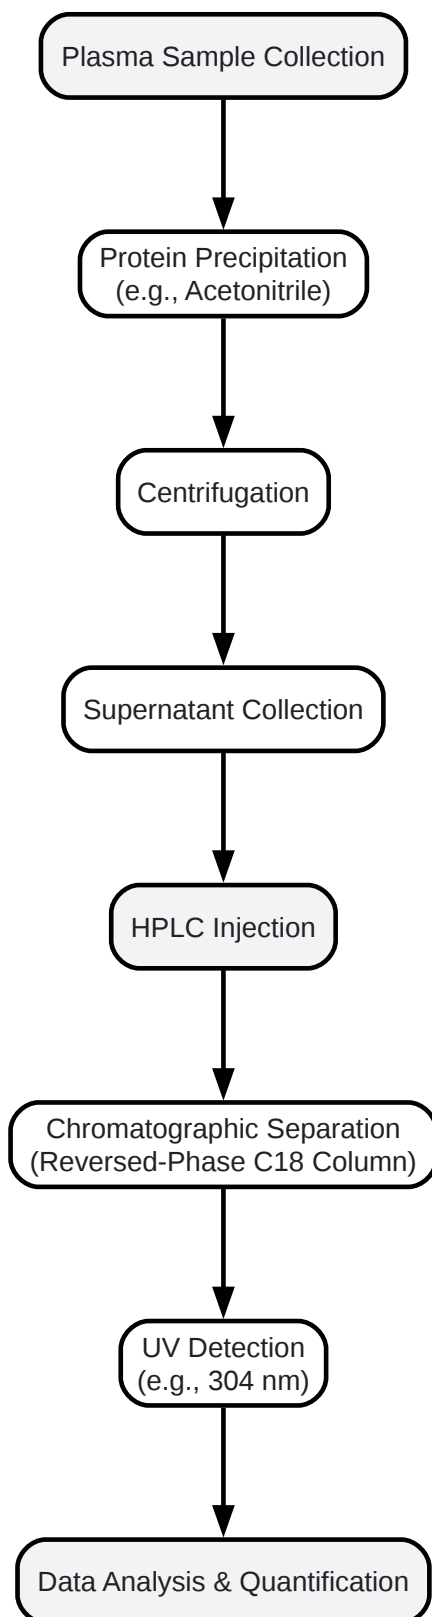 Plasma Sample Collection
Protein Precipitation
(e.g., Acetonitrile)
Centrifugation
Supernatant Collection
HPLC Injection
Chromatographic Separation
(Reversed-Phase C18 Column)
UV Detection
(e.g., 304 nm)
Data Analysis & Quantification